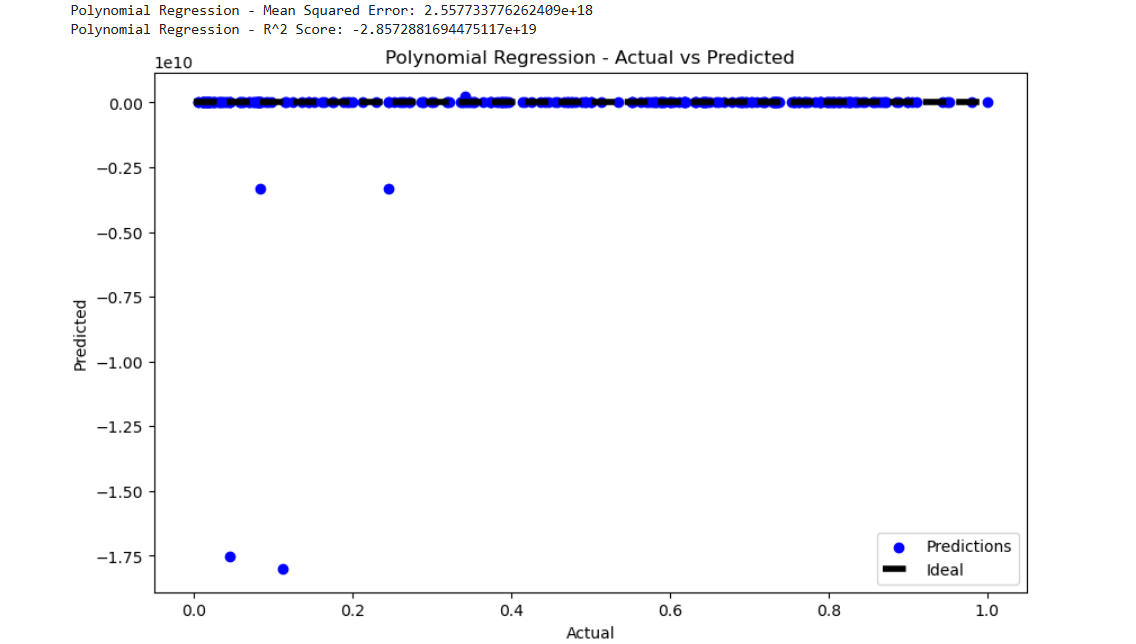 Polynomial Regression - Mean Squared Error: 2.557733776262409e+18
Polynomial Regression - R^2 Score: -2.8572881694475117e+19
Polynomial Regression - Actual vs Predicted
1e10
0.00
−0.25
−0.50
−0.75
−1.00
−1.25
−1.50
−1.75
Predicted
Predictions
Ideal
0.0 0.2 0.4 0.6 0.8 1.0
Actual